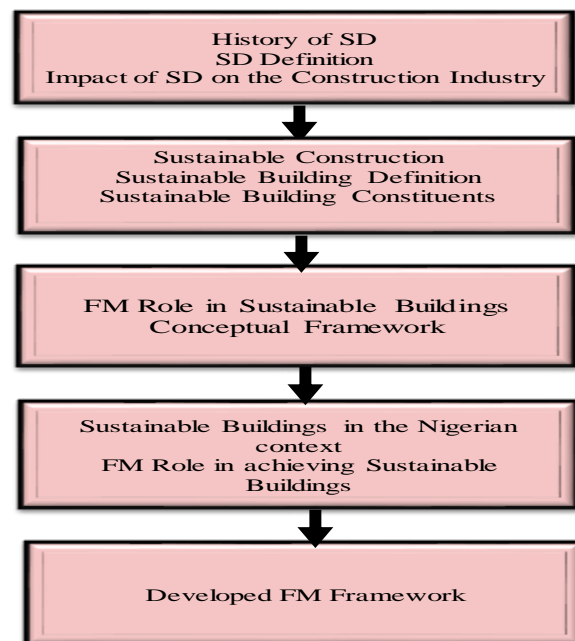 History of SD
SD Definition
Impact of SD on the Construction Industry
Sustainable Construction
Sustainable Building Definition
Sustainable Building Constituents
FM Role in Sustainable Buildings
Conceptual Framework
Sustainable Buildings in the Nigerian
context
FM Role in achieving Sustainable
Buildings
Developed FM Framework